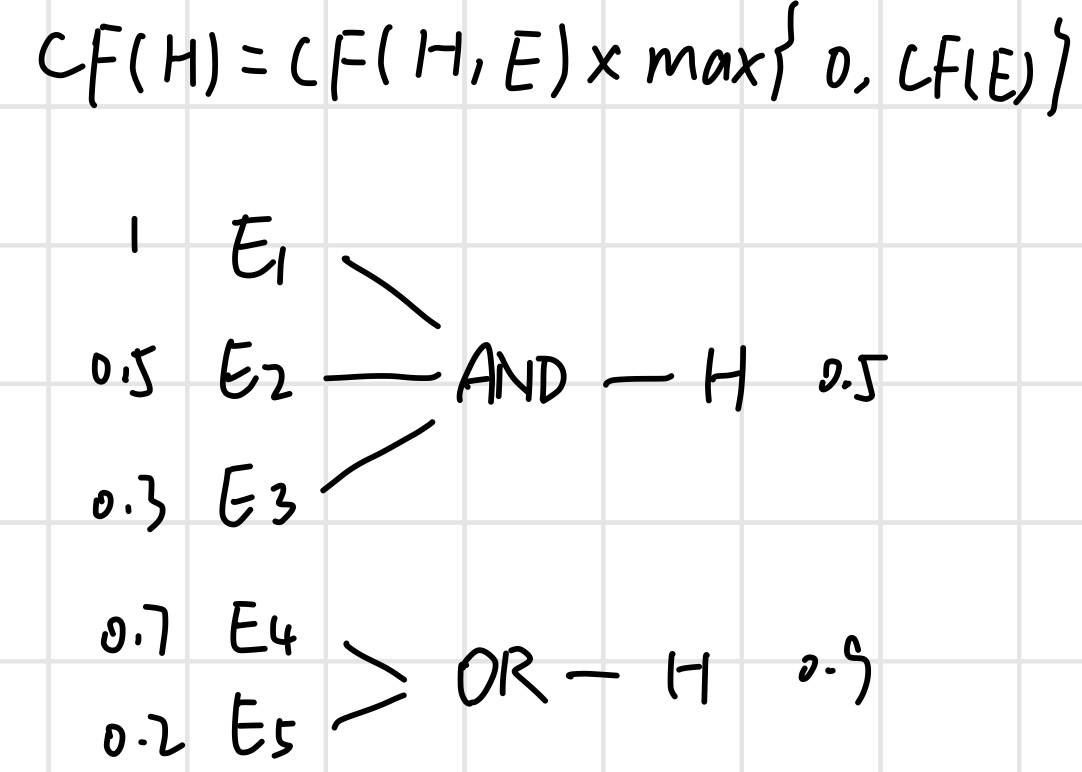 CF(H) = CF(H, E) × max{ 0, CF(E) }
1 E1
0.5 E2 AND — H 0.5
0.3 E3
0.7 E4
OR — H 0.9
0.2 E5